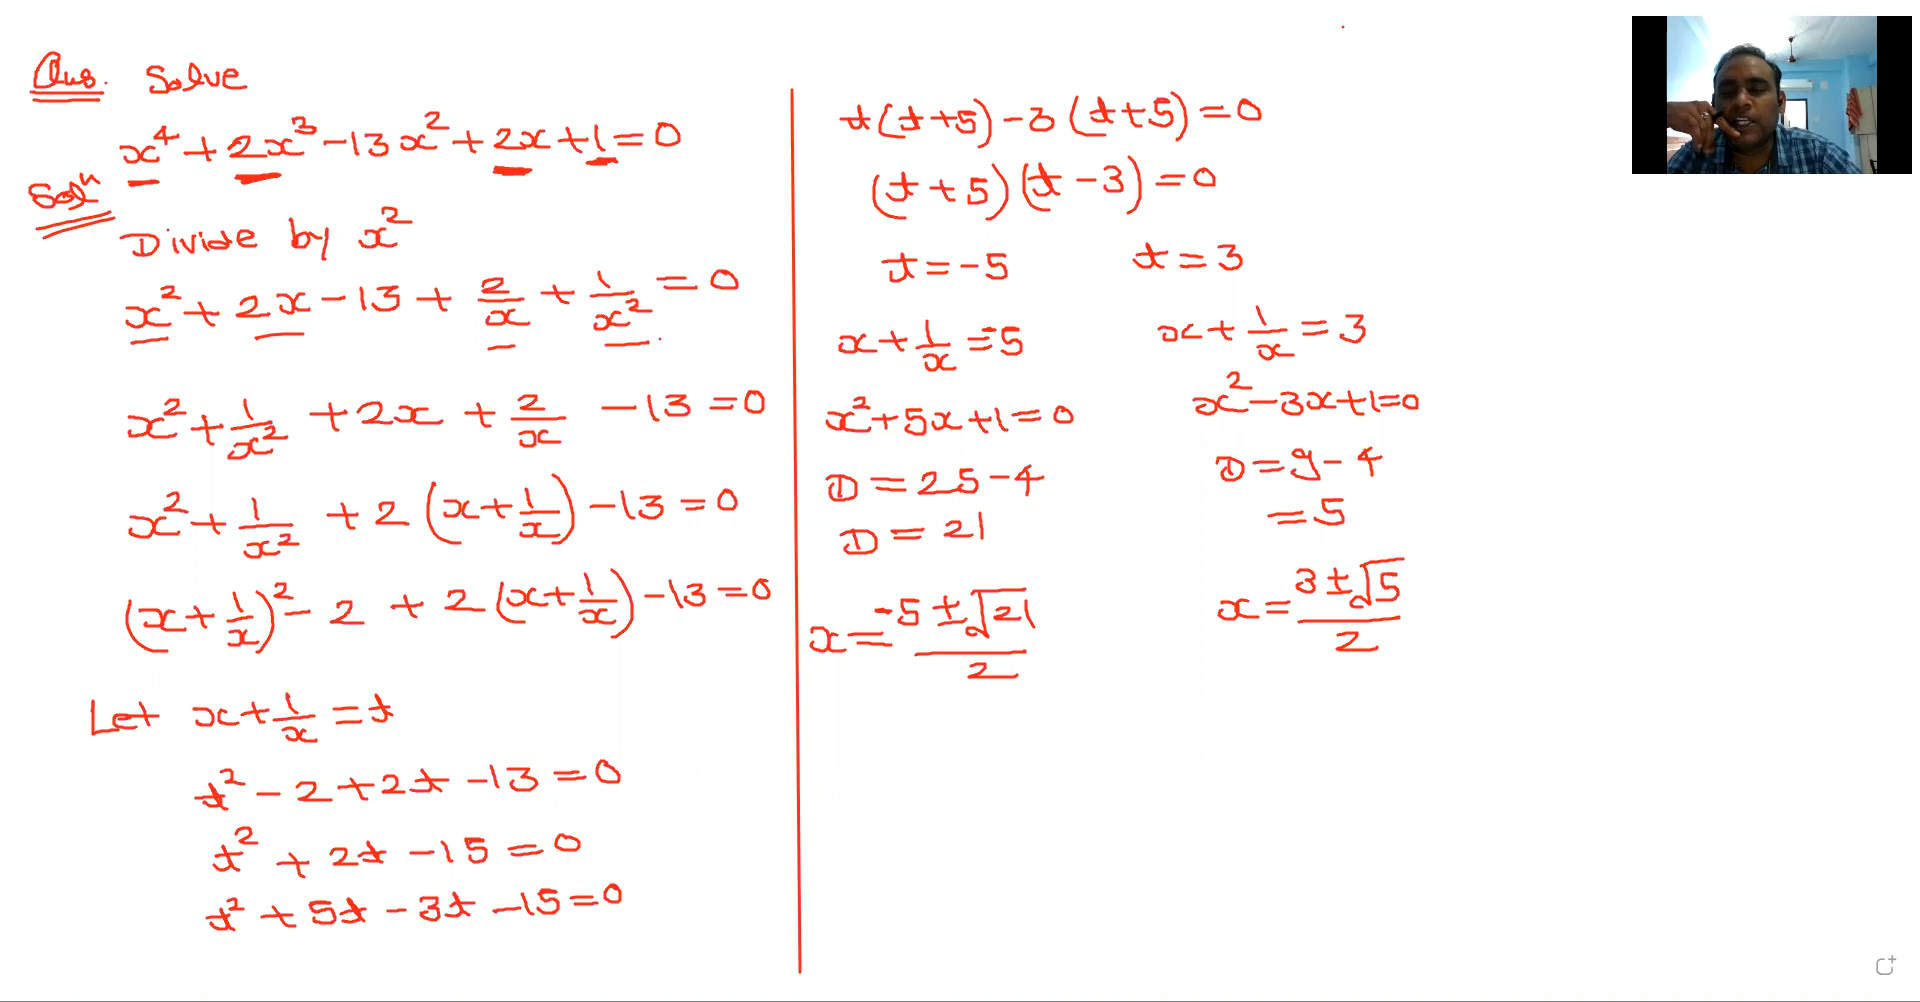 Qus. Solve
x⁴ + 2x³ - 13x² + 2x + 1 = 0
Solⁿ
Divide by x²
x² + 2x - 13 + 2/x + 1/x² = 0
x² + 1/x² + 2x + 2/x - 13 = 0
x² + 1/x² + 2(x + 1/x) - 13 = 0
(x + 1/x)² - 2 + 2(x + 1/x) - 13 = 0
Let x + 1/x = t
t² - 2 + 2t - 13 = 0
t² + 2t - 15 = 0
t² + 5t - 3t - 15 = 0
t(t + 5) - 3(t + 5) = 0
(t + 5)(t - 3) = 0
t = -5
x + 1/x = -5
x² + 5x + 1 = 0
D = 25 - 4
D = 21
x = (-5 ± √21)/2
t = 3
x + 1/x = 3
x² - 3x + 1 = 0
D = 9 - 4
= 5
x = (3 ± √5)/2